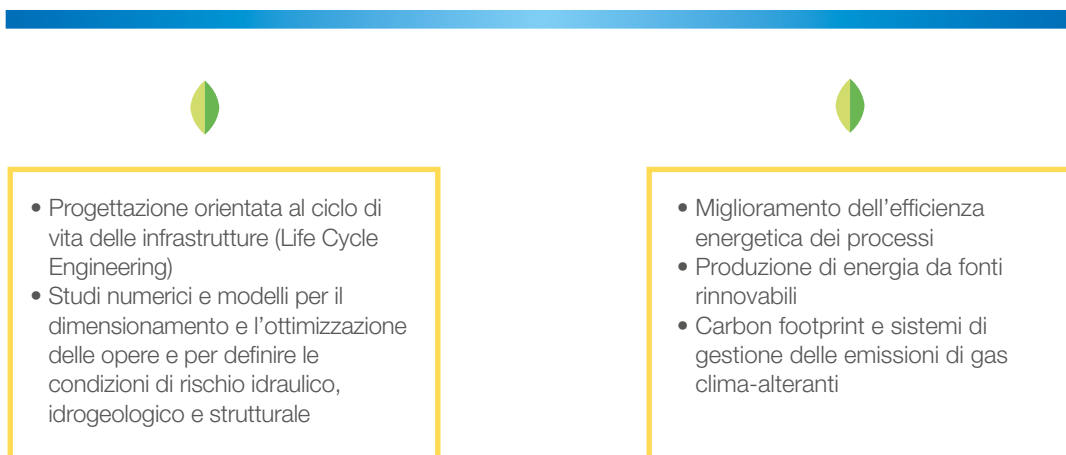 • Progettazione orientata al ciclo di
vita delle infrastrutture (Life Cycle
Engineering)
• Studi numerici e modelli per il
dimensionamento e l’ottimizzazione
delle opere e per definire le
condizioni di rischio idraulico,
idrogeologico e strutturale
• Miglioramento dell’efficienza
energetica dei processi
• Produzione di energia da fonti
rinnovabili
• Carbon footprint e sistemi di
gestione delle emissioni di gas
clima-alteranti